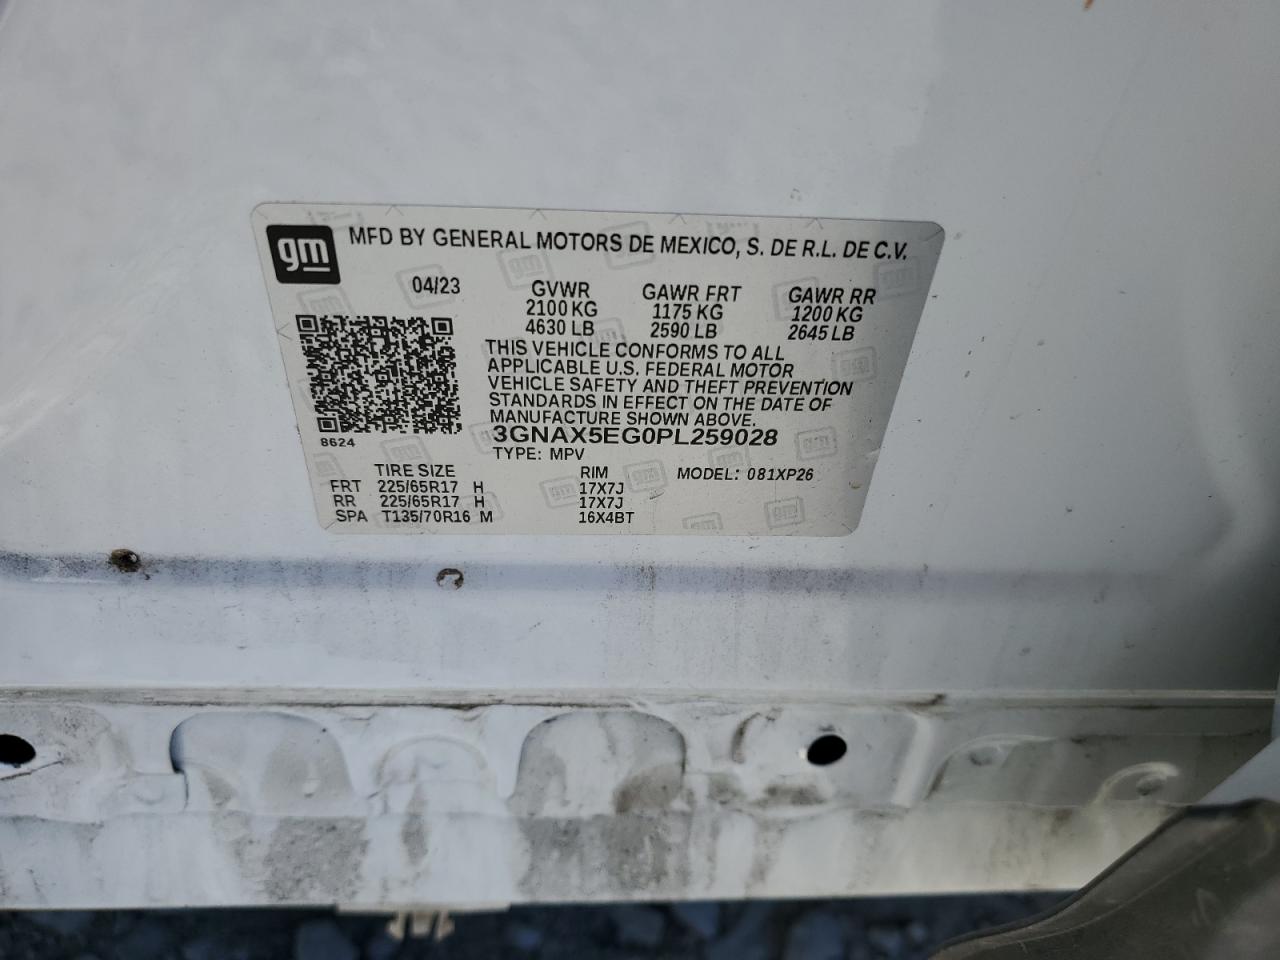 gm
MFD BY GENERAL MOTORS DE MEXICO, S. DE R.L. DE C.V.
04/23
GVWR GAWR FRT GAWR RR
2100 KG 1175 KG 1200 KG
4630 LB 2590 LB 2645 LB
THIS VEHICLE CONFORMS TO ALL
APPLICABLE U.S. FEDERAL MOTOR
VEHICLE SAFETY AND THEFT PREVENTION
STANDARDS IN EFFECT ON THE DATE OF
MANUFACTURE SHOWN ABOVE.
8624
3GNAX5EG0PL259028
TYPE: MPV
TIRE SIZE RIM MODEL: 081XP26
FRT 225/65R17 H 17X7J
RR 225/65R17 H 17X7J
SPA T135/70R16 M 16X4BT